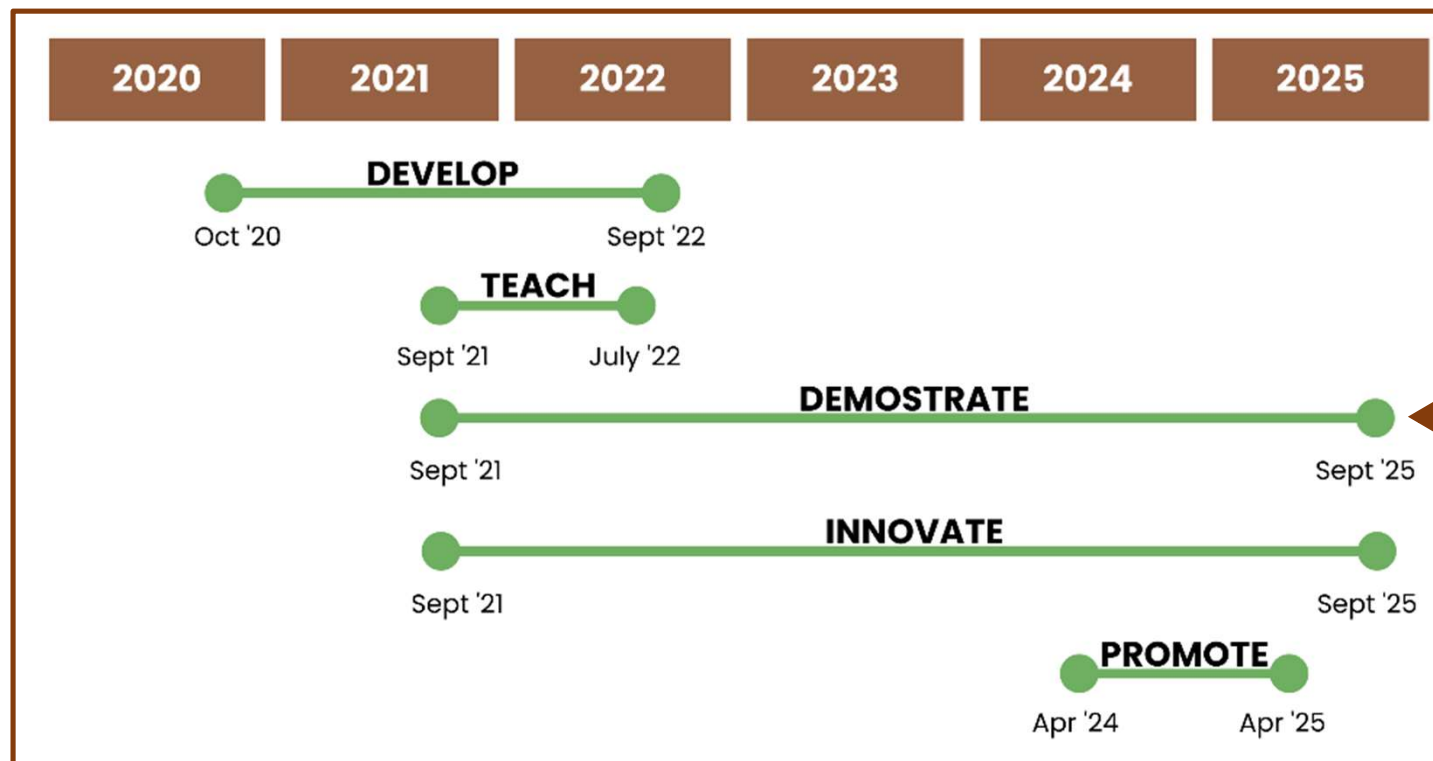 2020 2021 2022 2023 2024 2025
DEVELOP
Oct '20 Sept '22
TEACH
Sept '21 July '22
DEMOSTRATE
Sept '21 Sept '25
INNOVATE
Sept '21 Sept '25
PROMOTE
Apr '24 Apr '25